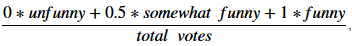 0 * unfunny + 0.5 * somewhat funny + 1 * funny
total votes ,